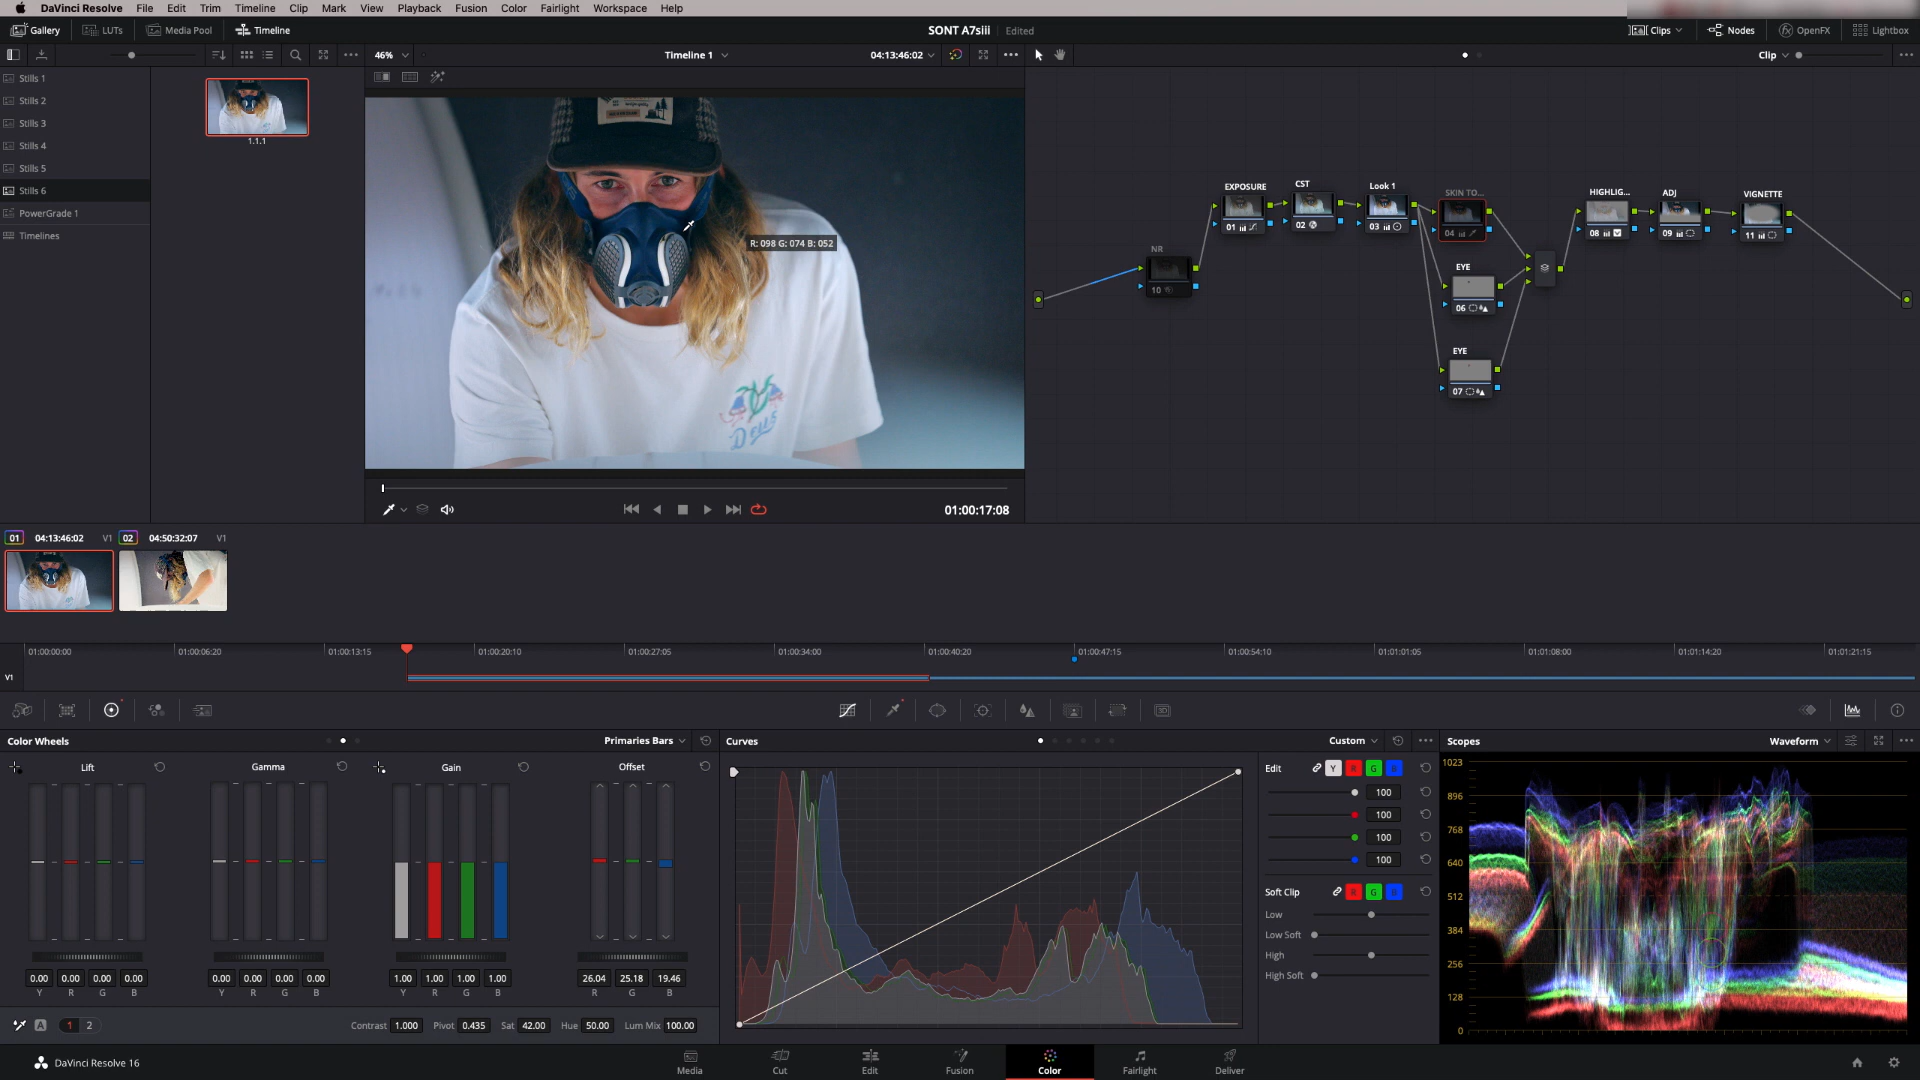 DaVinci Resolve File Edit Trim Timeline Clip Mark View Playback Fusion Color Fairlight Workspace Help
Gallery LUTs Media Pool Timeline SONT A7siii Edited Clips Nodes OpenFX Lightbox
46% Timeline 1 04:13:46:02 Clip
Stills 1
Stills 2
Stills 3
Stills 4
Stills 5
Stills 6
PowerGrade 1
Timelines
1.1.1
R: 098 G: 074 B: 052
Deus
01:00:17:08
NR
10
EXPOSURE
01
CST
02
Look 1
03
SKIN TO...
04
EYE
06
EYE
07
HIGHLIG...
08
ADJ
09
VIGNETTE
11
01 04:13:46:02 V1 02 04:50:32:07 V1
01:00:00:00 01:00:06:20 01:00:13:15 01:00:20:10 01:00:27:05 01:00:34:00 01:00:40:20 01:00:47:15 01:00:54:10 01:01:01:05 01:01:08:00 01:01:14:20 01:01:21:15
V1
Color Wheels Primaries Bars
Lift Gamma Gain Offset
0.00 0.00 0.00 0.00 0.00 0.00 0.00 0.00 1.00 1.00 1.00 1.00 26.04 25.18 19.46
Y R G B Y R G B Y R G B R G B
A 1 2 Contrast 1.000 Pivot 0.435 Sat 42.00 Hue 50.00 Lum Mix 100.00
Curves Custom
Edit Y R G B
100
100
100
100
Soft Clip R G B
Low
Low Soft
High
High Soft
Scopes Waveform
1023
896
768
640
512
384
256
128
0
DaVinci Resolve 16 Media Cut Edit Fusion Color Fairlight Deliver